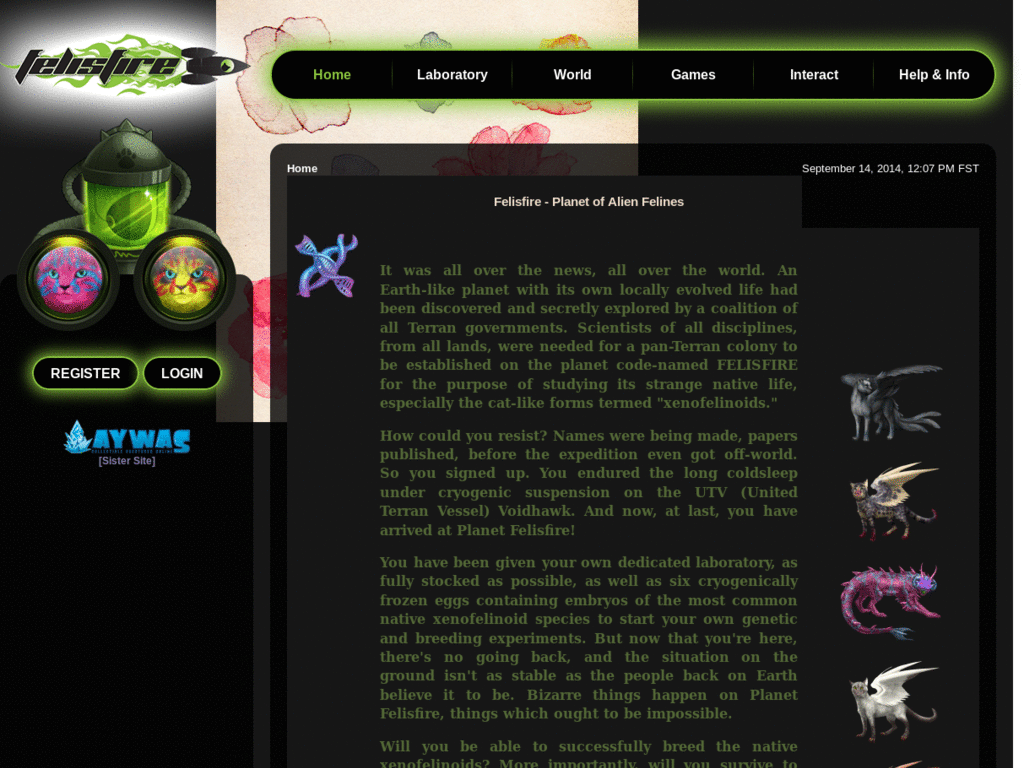 felisfire
Home
Laboratory
World
Games
Interact
Help & Info
Home
September 14, 2014, 12:07 PM FST
Felisfire - Planet of Alien Felines
It was all over the news, all over the world. An
Earth-like planet with its own locally evolved life had
been discovered and secretly explored by a coalition of
all Terran governments. Scientists of all disciplines,
from all lands, were needed for a pan-Terran colony to
be established on the planet code-named FELISFIRE
for the purpose of studying its strange native life,
especially the cat-like forms termed "xenofelinoids."
How could you resist? Names were being made, papers
published, before the expedition even got off-world.
So you signed up. You endured the long coldsleep
under cryogenic suspension on the UTV (United
Terran Vessel) Voidhawk. And now, at last, you have
arrived at Planet Felisfire!
You have been given your own dedicated laboratory, as
fully stocked as possible, as well as six cryogenically
frozen eggs containing embryos of the most common
native xenofelinoid species to start your own genetic
and breeding experiments. But now that you're here,
there's no going back, and the situation on the
ground isn't as stable as the people back on Earth
believe it to be. Bizarre things happen on Planet
Felisfire, things which ought to be impossible.
Will you be able to successfully breed the native
xenofelinoids? More importantly, will you survive to
REGISTER
LOGIN
AYWAS
[Sister Site]